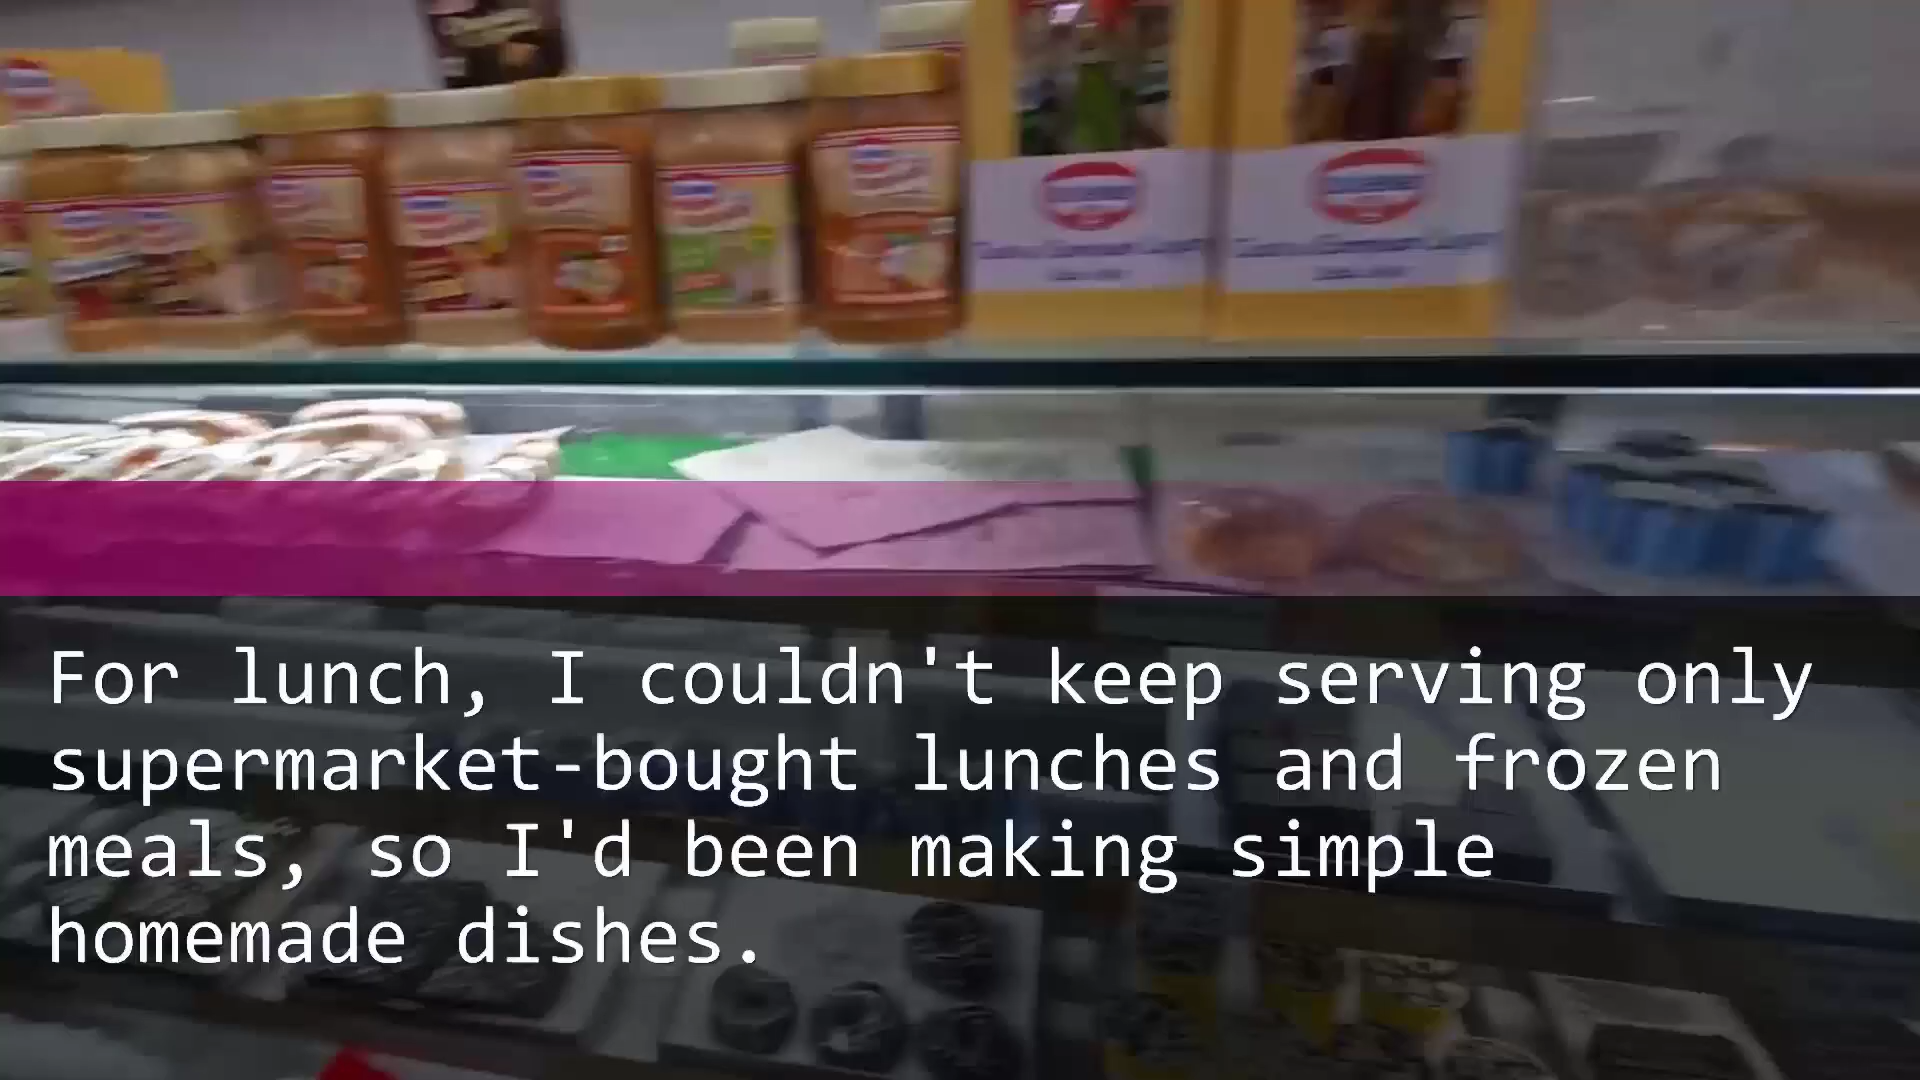 For lunch, I couldn't keep serving only
supermarket-bought lunches and frozen
meals, so I'd been making simple
homemade dishes.